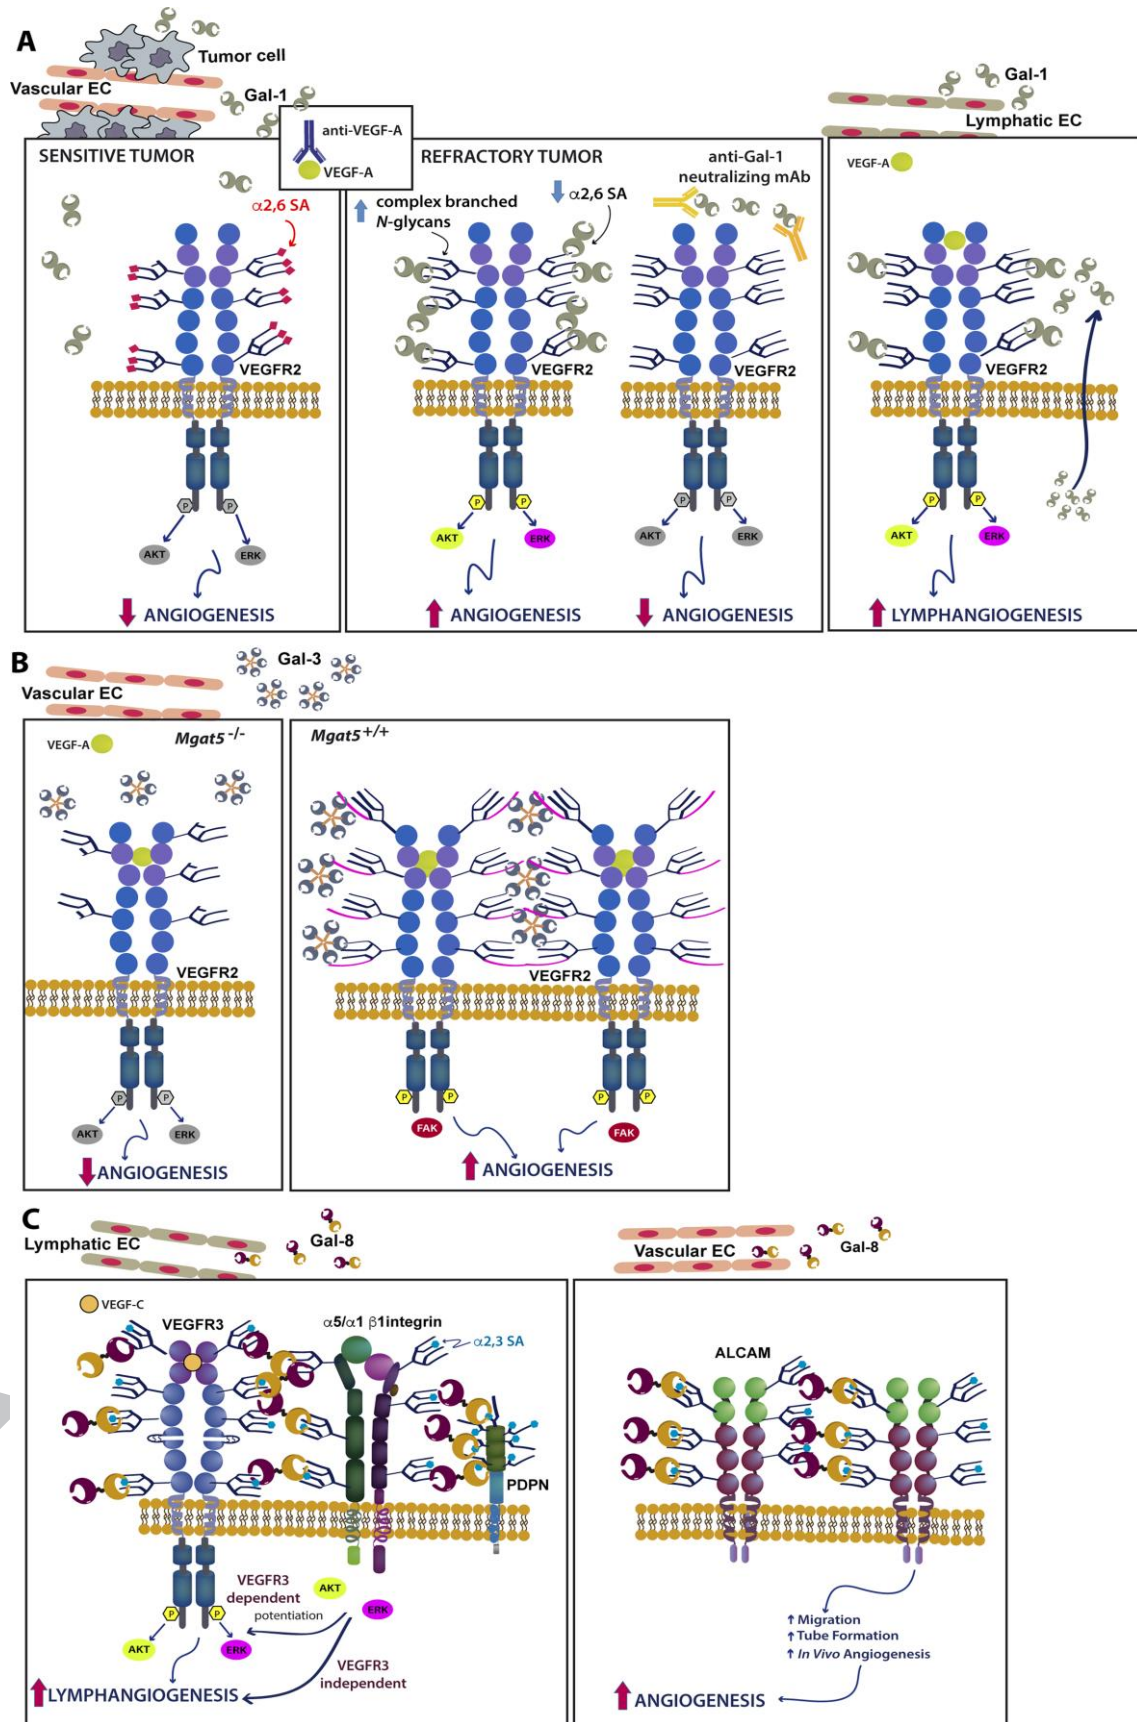 A
Tumor cell
Vascular EC
Gal-1
Gal-1
Lymphatic EC
anti-VEGF-A
VEGF-A
SENSITIVE TUMOR
α2,6 SA
VEGFR2
P
P
AKT
ERK
ANGIOGENESIS
REFRACTORY TUMOR
complex branched
N-glycans
α2,6 SA
anti-Gal-1
neutralizing mAb
VEGFR2
VEGFR2
P
P
P
P
AKT
ERK
AKT
ERK
ANGIOGENESIS
ANGIOGENESIS
VEGF-A
VEGFR2
P
P
AKT
ERK
LYMPHANGIOGENESIS
B
Gal-3
Vascular EC
VEGF-A
Mgat5 -/-
VEGFR2
P
P
AKT
ERK
ANGIOGENESIS
Mgat5 +/+
VEGFR2
P
P
P
P
FAK
FAK
ANGIOGENESIS
C
Lymphatic EC
Gal-8
Vascular EC
Gal-8
VEGF-C
VEGFR3
α5/α1 β1integrin
α2,3 SA
PDPN
VEGFR3
dependent
potentiation
AKT
ERK
P
P
AKT
ERK
VEGFR3
independent
LYMPHANGIOGENESIS
ALCAM
Migration
Tube Formation
In Vivo Angiogenesis
ANGIOGENESIS